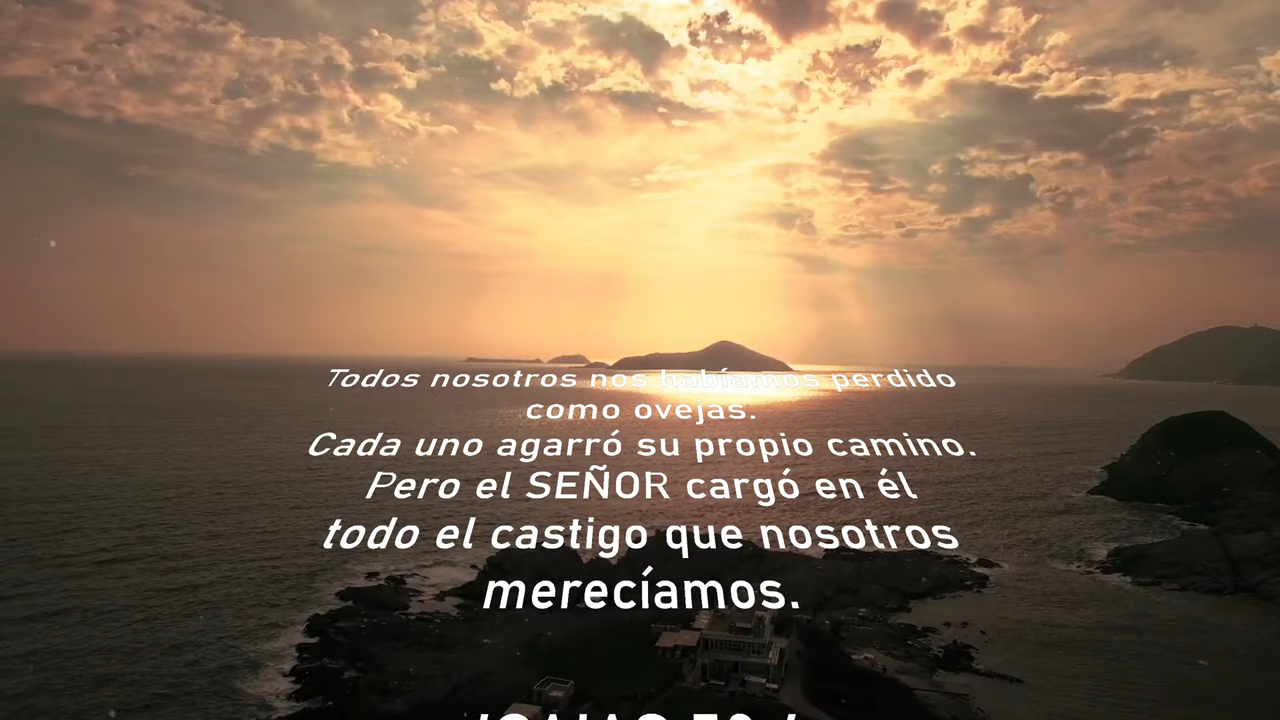 Todos nosotros nos habíamos perdido
como ovejas.
Cada uno agarró su propio camino.
Pero el SEÑOR cargó en él
todo el castigo que nosotros
merecíamos.